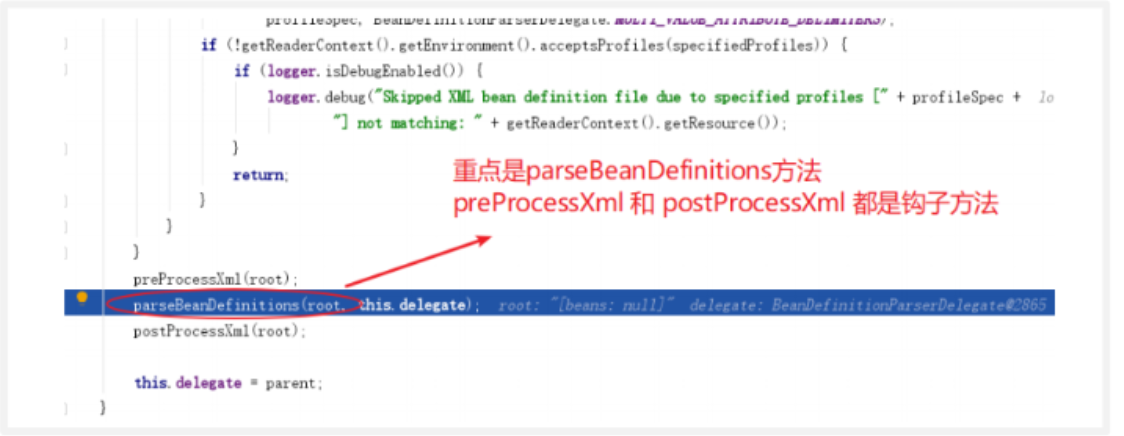 profileSpec, BeanDefinitionParserDelegate.MULTI_VALUE_ATTRIBUTE_DELIMITERS);
if (!getReaderContext().getEnvironment().acceptsProfiles(specifiedProfiles)) {
if (logger.isDebugEnabled()) {
logger.debug("Skipped XML bean definition file due to specified profiles [" + profileSpec + lo
"] not matching: " + getReaderContext().getResource());
}
return;
}
}
}
重点是parseBeanDefinitions方法
preProcessXml 和 postProcessXml 都是钩子方法
preProcessXml(root);
parseBeanDefinitions(root, this.delegate); root: "[beans: null]" delegate: BeanDefinitionParserDelegate@2865
postProcessXml(root);
this.delegate = parent;
}